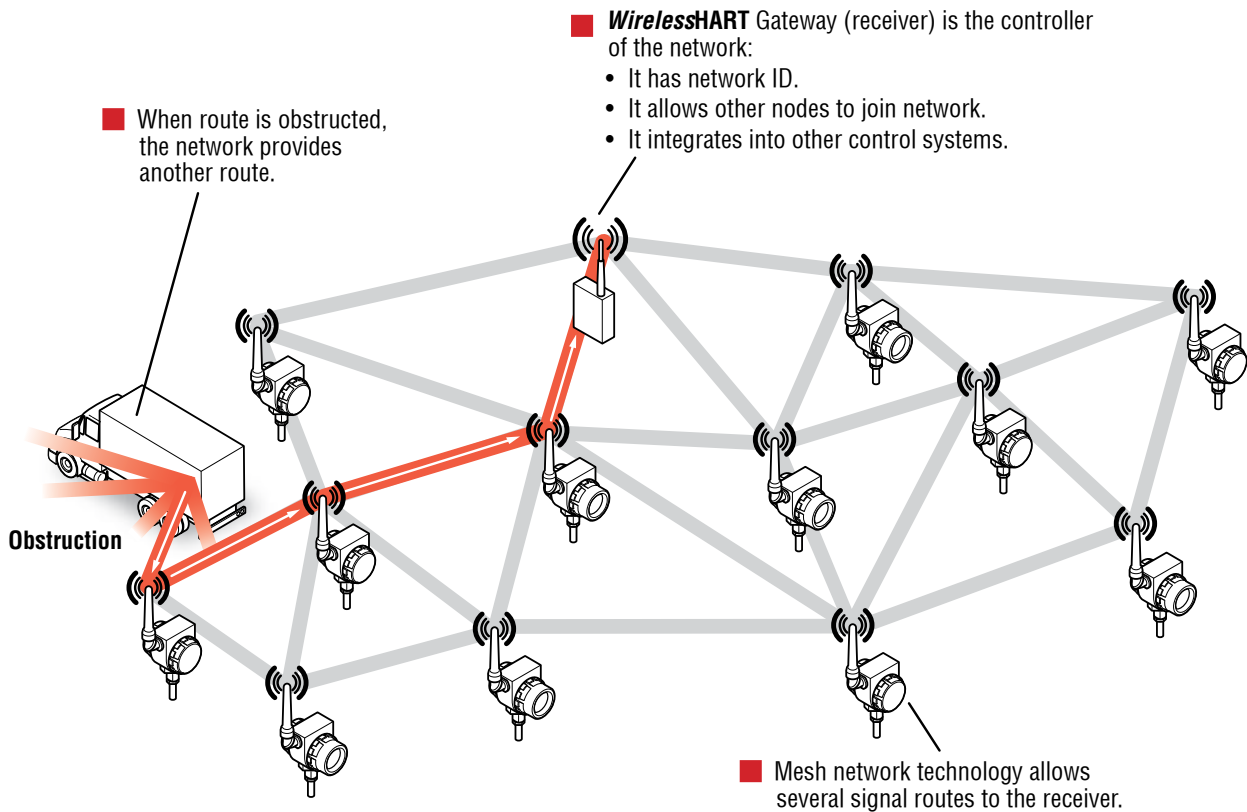 WirelessHART Gateway (receiver) is the controller
of the network:
• It has network ID.
• It allows other nodes to join network.
• It integrates into other control systems.
When route is obstructed,
the network provides
another route.
Obstruction
Mesh network technology allows
several signal routes to the receiver.